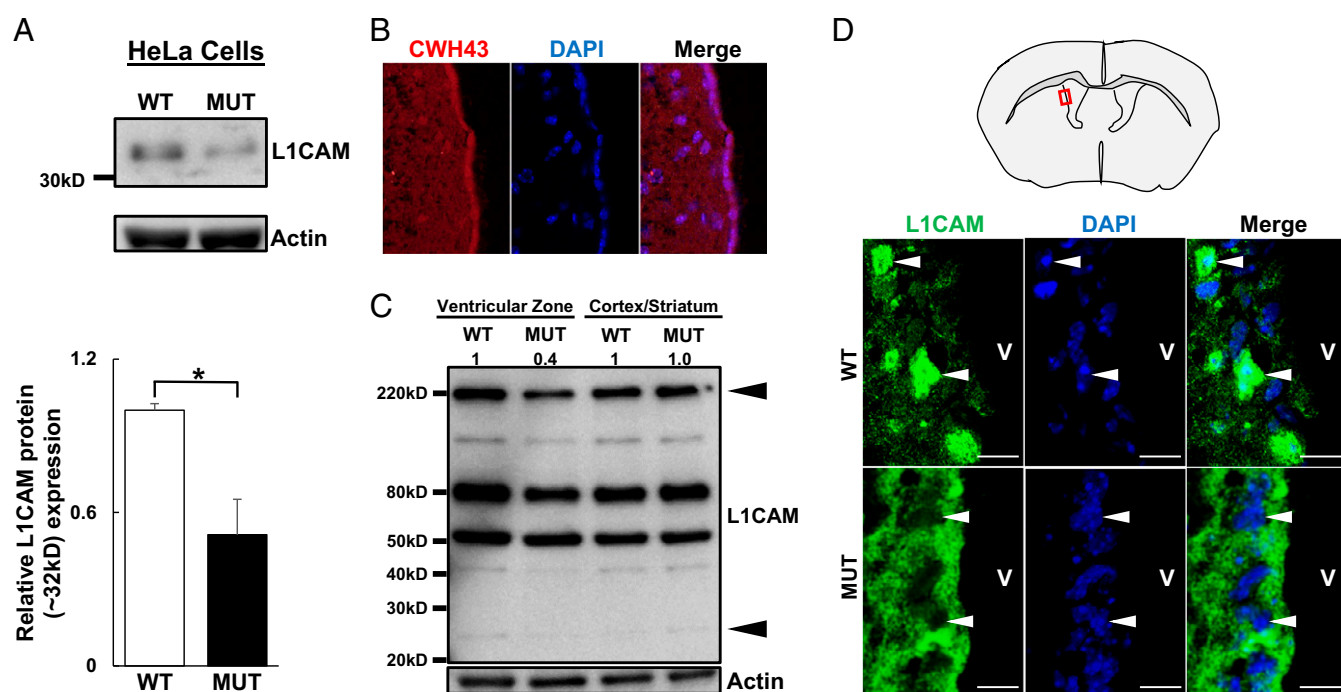 A
HeLa Cells
WT MUT
L1CAM
30kD
Actin
1.2
0.6
0
Relative L1CAM protein
(~32kD) expression
*
WT MUT
B
CWH43 DAPI Merge
C
Ventricular Zone Cortex/Striatum
WT MUT WT MUT
1 0.4 1 1.0
220kD
80kD
L1CAM
50kD
40kD
30kD
20kD
Actin
D
L1CAM DAPI Merge
WT
V V
MUT
V V